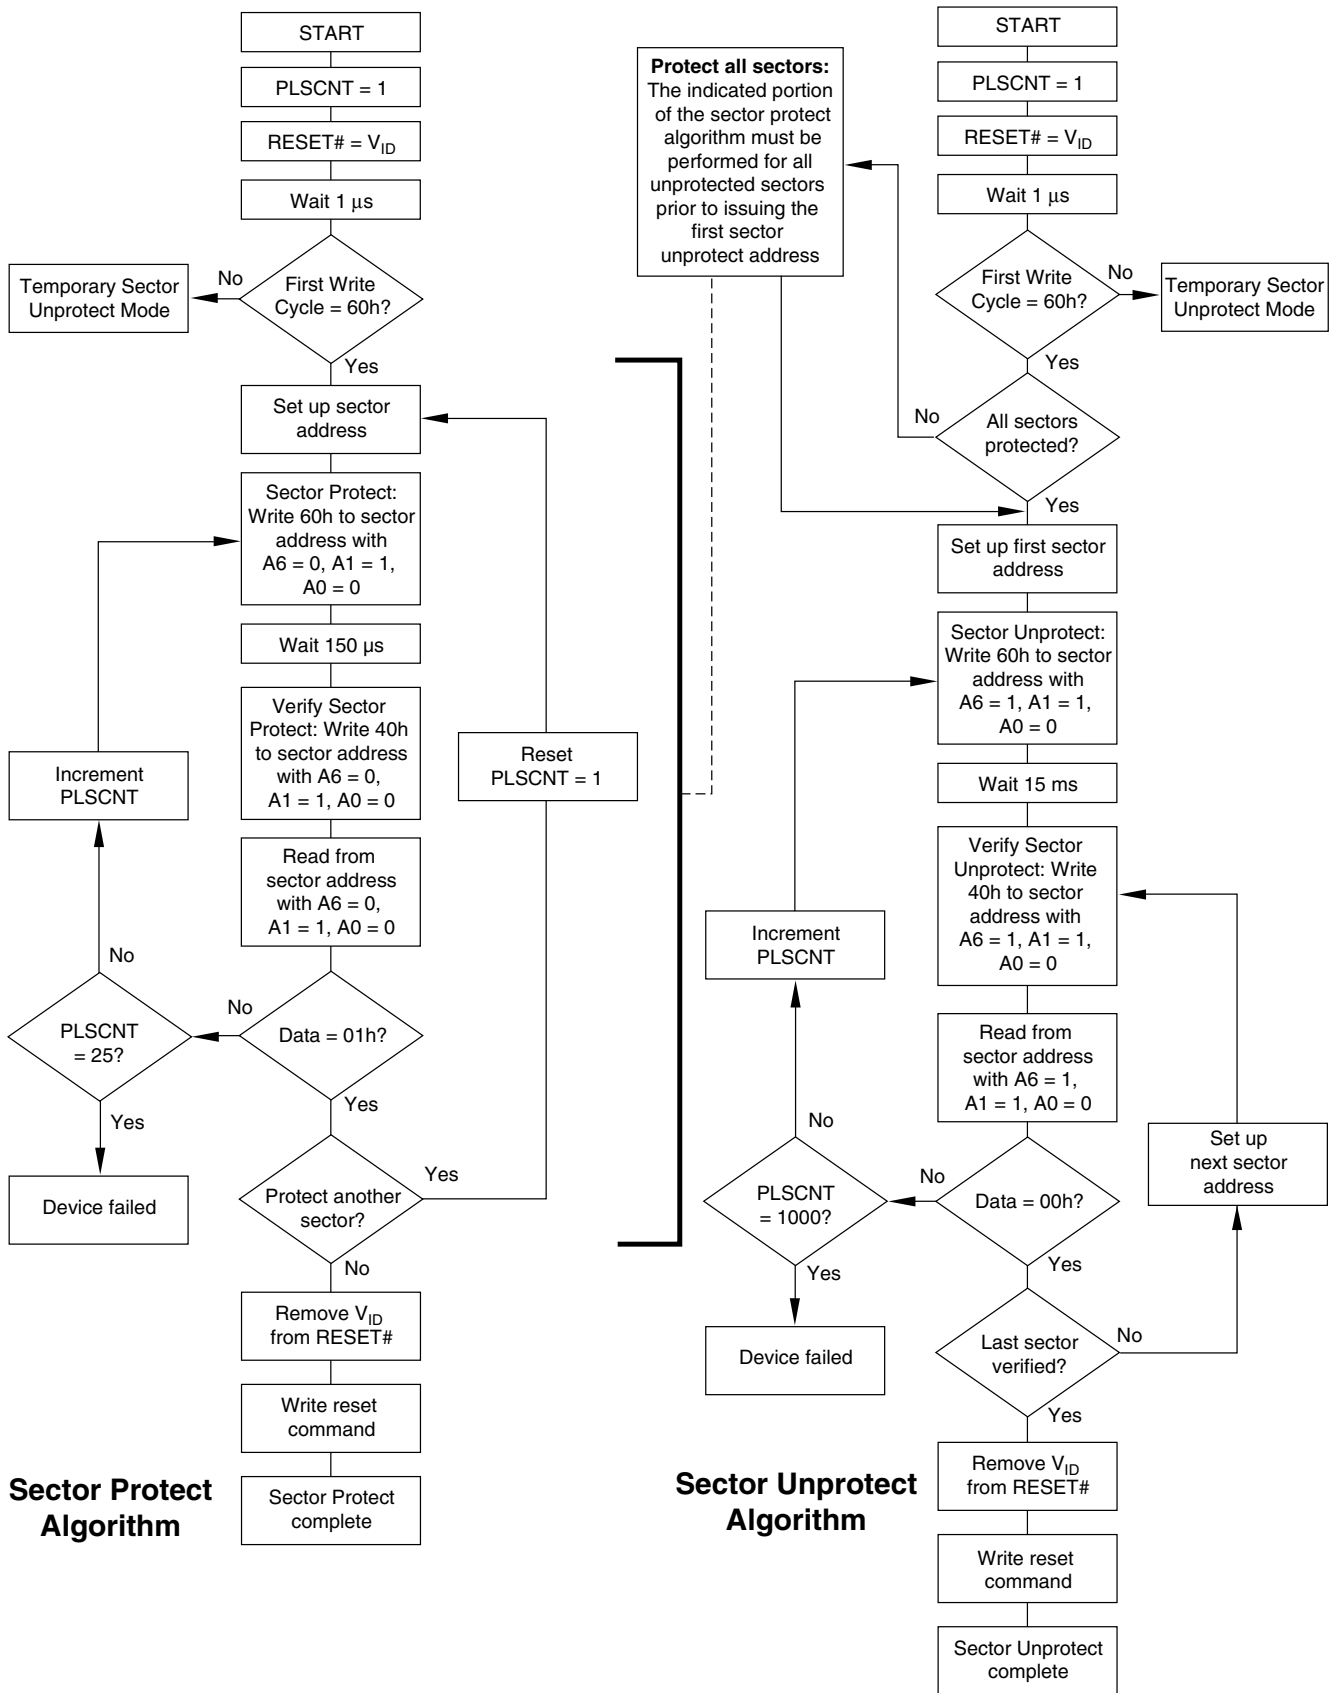 START
PLSCNT = 1
RESET# = VID
Wait 1 μs
First Write
Cycle = 60h?
No
Temporary Sector
Unprotect Mode
Yes
Set up sector
address
Sector Protect:
Write 60h to sector
address with
A6 = 0, A1 = 1,
A0 = 0
Wait 150 µs
Verify Sector
Protect: Write 40h
to sector address
with A6 = 0,
A1 = 1, A0 = 0
Reset
PLSCNT = 1
Increment
PLSCNT
Read from
sector address
with A6 = 0,
A1 = 1, A0 = 0
No
PLSCNT
= 25?
No
Data = 01h?
Yes
Yes
Device failed
Protect another
sector?
Yes
No
Remove VID
from RESET#
Write reset
command
Sector Protect
complete
Sector Protect
Algorithm
Protect all sectors:
The indicated portion
of the sector protect
algorithm must be
performed for all
unprotected sectors
prior to issuing the
first sector
unprotect address
START
PLSCNT = 1
RESET# = VID
Wait 1 μs
First Write
Cycle = 60h?
No
Temporary Sector
Unprotect Mode
Yes
No
All sectors
protected?
Yes
Set up first sector
address
Sector Unprotect:
Write 60h to sector
address with
A6 = 1, A1 = 1,
A0 = 0
Wait 15 ms
Verify Sector
Unprotect: Write
40h to sector
address with
A6 = 1, A1 = 1,
A0 = 0
Increment
PLSCNT
Read from
sector address
with A6 = 1,
A1 = 1, A0 = 0
No
Set up
next sector
address
PLSCNT
= 1000?
No
Data = 00h?
Yes
Yes
Device failed
Last sector
verified?
No
Yes
Remove VID
from RESET#
Write reset
command
Sector Unprotect
complete
Sector Unprotect
Algorithm